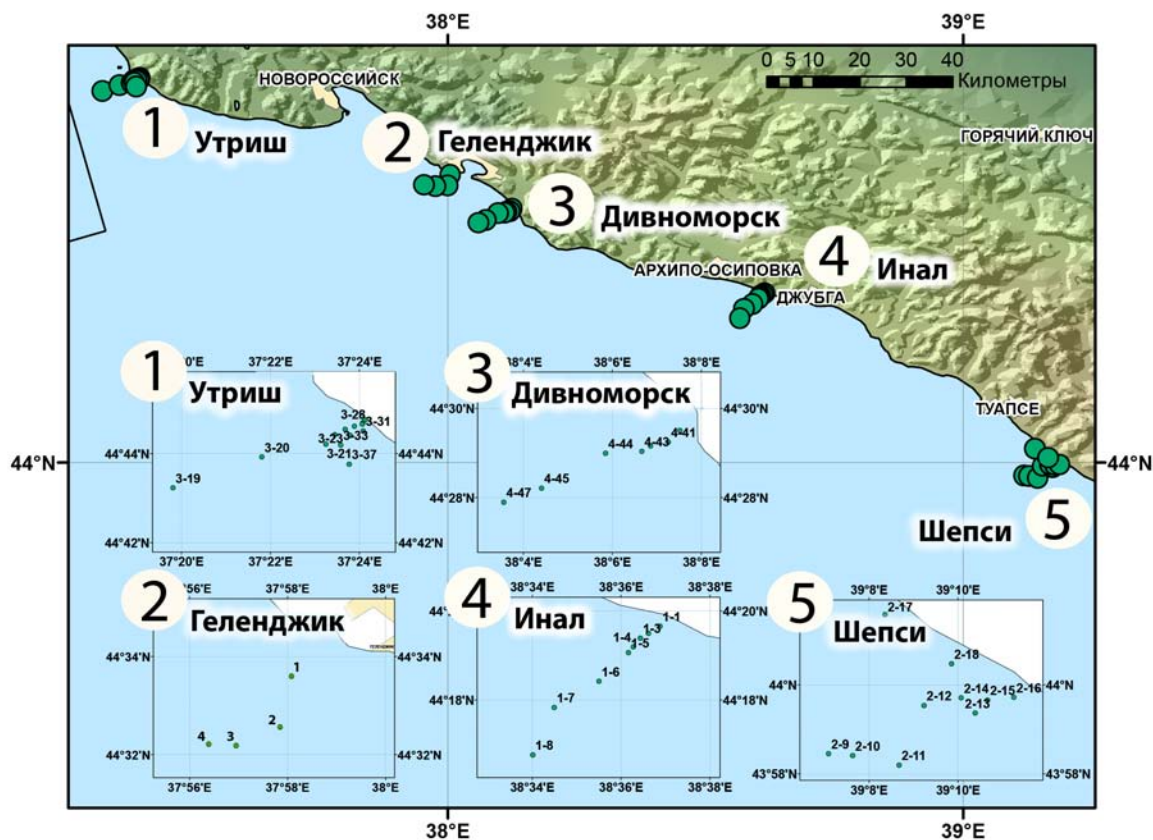 38°E 39°E
0 5 10 20 30 40
Километры
НОВОРОССИЙСК
ГОРЯЧИЙ КЛЮЧ
1 Утриш
2 Геленджик
3 Дивноморск
4 Инал
АРХИПО-ОСИПОВКА
ДЖУБГА
ТУАПСЕ
44°N 44°N
5 Шепси
1 Утриш
37°22'E 37°24'E
3-28 3-31
3-23 3-33
3-20
3-21 3-37
3-19
44°44'N 44°44'N
44°42'N 44°42'N
37°20'E 37°22'E 37°24'E
3 Дивноморск
38°4'E 38°6'E 38°8'E
44°30'N 44°30'N
4-44 4-43 4-41
4-47 4-45
44°28'N 44°28'N
38°4'E 38°6'E 38°8'E
2 Геленджик
37°58'E 38°E
44°34'N 44°34'N
1
2
4 3
44°32'N 44°32'N
37°56'E 37°58'E 38°E
4 Инал
38°34'E 38°36'E 38°38'E
44°20'N
1-1
1-3
1-4 1-5
1-6
1-7
1-8
44°18'N 44°18'N
38°34'E 38°36'E 38°38'E
5 Шепси
39°8'E 39°10'E
2-17
2-18
44°N 44°N
2-12 2-14 2-15 2-16
2-13
2-9 2-10
2-11
43°58'N 43°58'N
39°8'E 39°10'E
38°E 39°E